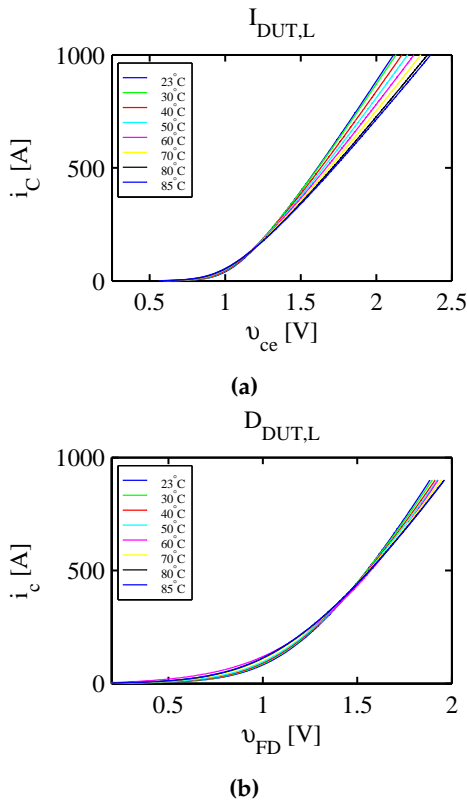 I_DUT,L
1000
500
0
i_C [A]
23°C
30°C
40°C
50°C
60°C
70°C
80°C
85°C
0.5 1 1.5 2 2.5
υ_ce [V]
(a)
D_DUT,L
1000
500
0
i_c [A]
23°C
30°C
40°C
50°C
60°C
70°C
80°C
85°C
0.5 1 1.5 2
υ_FD [V]
(b)